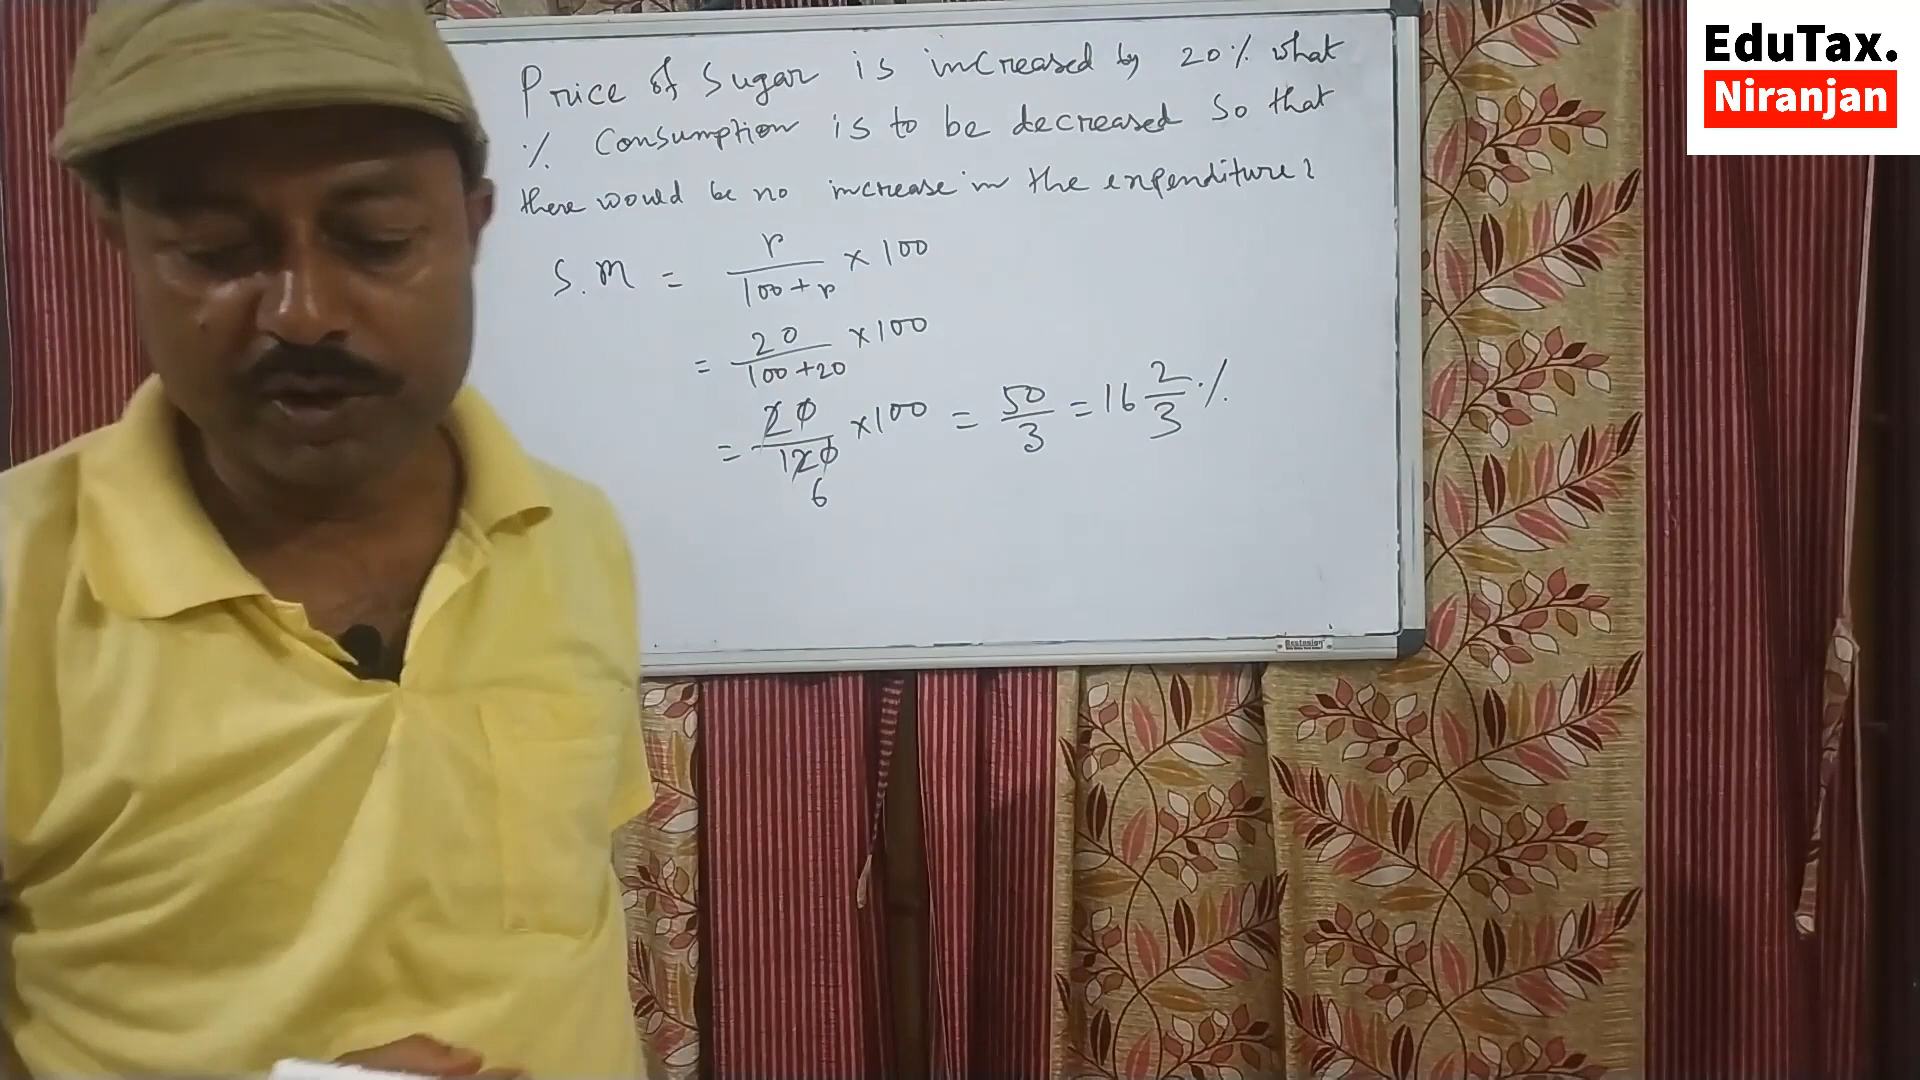 EduTax.
Niranjan
Price of Sugar is increased by 20% what
% Consumption is to be decreased So that
there would be no increase in the expenditure?
S.M = r/(100+r) × 100
= 20/(100+20) × 100
= 20/120 × 100 = 50/3 = 16 2/3 %
6